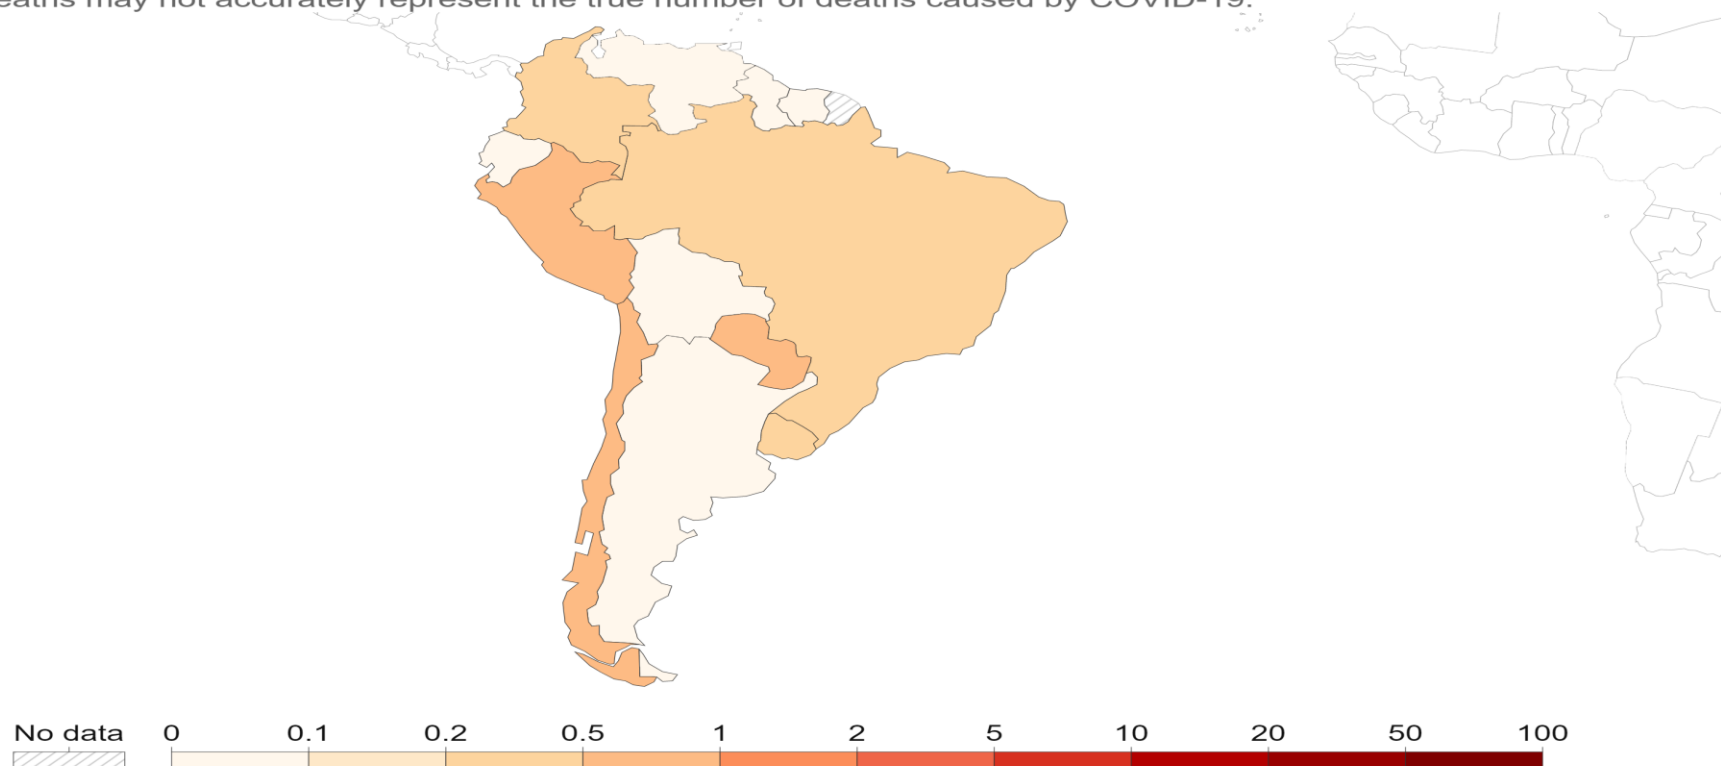 eaths may not accurately represent the true number of deaths caused by COVID-19.
No data 0 0.1 0.2 0.5 1 2 5 10 20 50 100